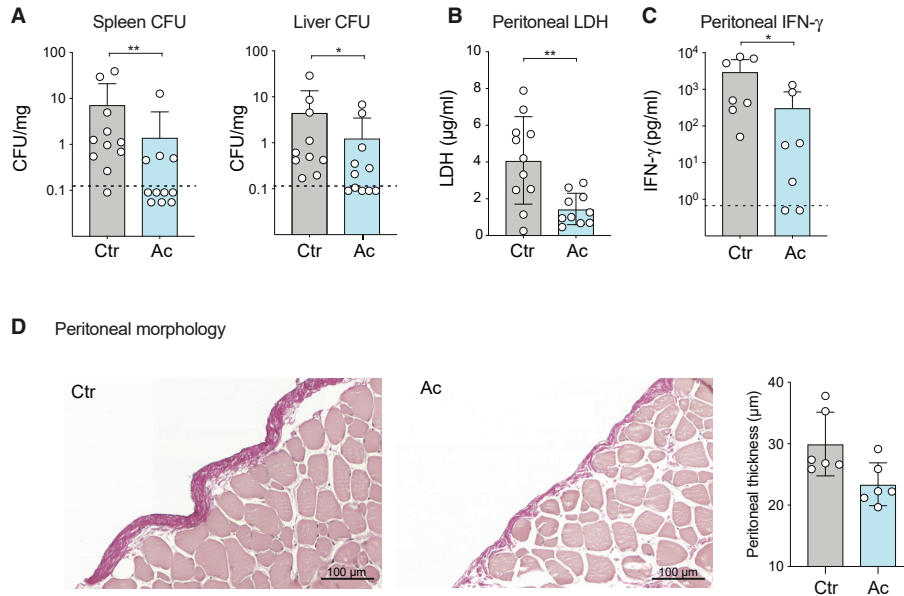 A
Spleen CFU
Liver CFU
CFU/mg
100
10
1
0.1
**
Ctr
Ac
CFU/mg
100
10
1
0.1
*
Ctr
Ac
B
Peritoneal LDH
LDH (µg/ml)
8
6
4
2
0
**
Ctr
Ac
C
Peritoneal IFN-γ
IFN-γ (pg/ml)
10⁴
10²
10⁰
*
Ctr
Ac
D
Peritoneal morphology
Ctr
100 µm
Ac
100 µm
Peritoneal thickness (µm)
40
30
20
10
Ctr
Ac